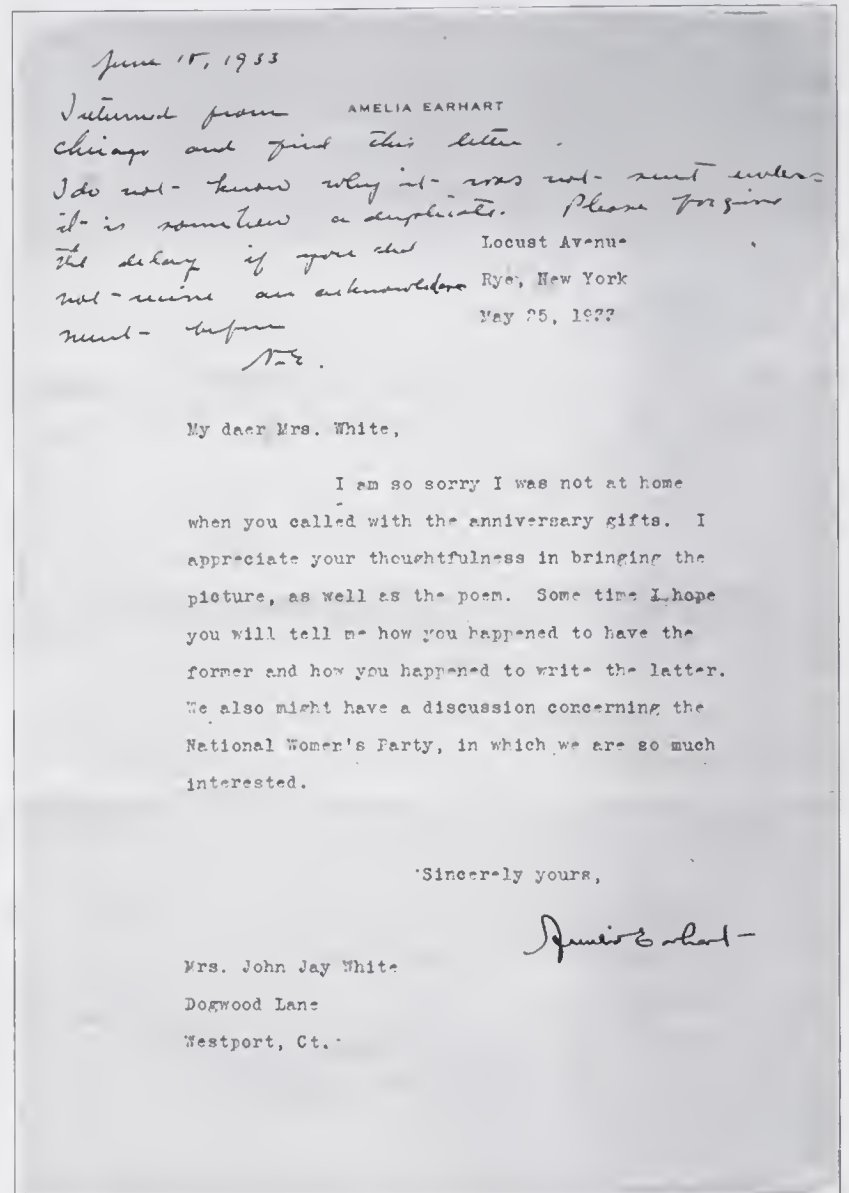 June 15, 1933
AMELIA EARHART
I returned from
Chicago and find this letter.
I do not know why it was not sent unless
it is somehow a duplicate. Please forgive
the delay if you did
not receive an acknowledge
ment before
A.E.
Locust Avenue
Rye, New York
May 25, 1933
My daer Mrs. White,
I am so sorry I was not at home
when you called with the anniversary gifts. I
appreciate your thoughtfulness in bringing the
picture, as well as the poem. Some time I hope
you will tell me how you happened to have the
former and how you happened to write the latter.
We also might have a discussion concerning the
National Women's Party, in which we are so much
interested.
Sincerely yours,
Amelia Earhart
Mrs. John Jay White
Dogwood Lane
Westport, Ct.